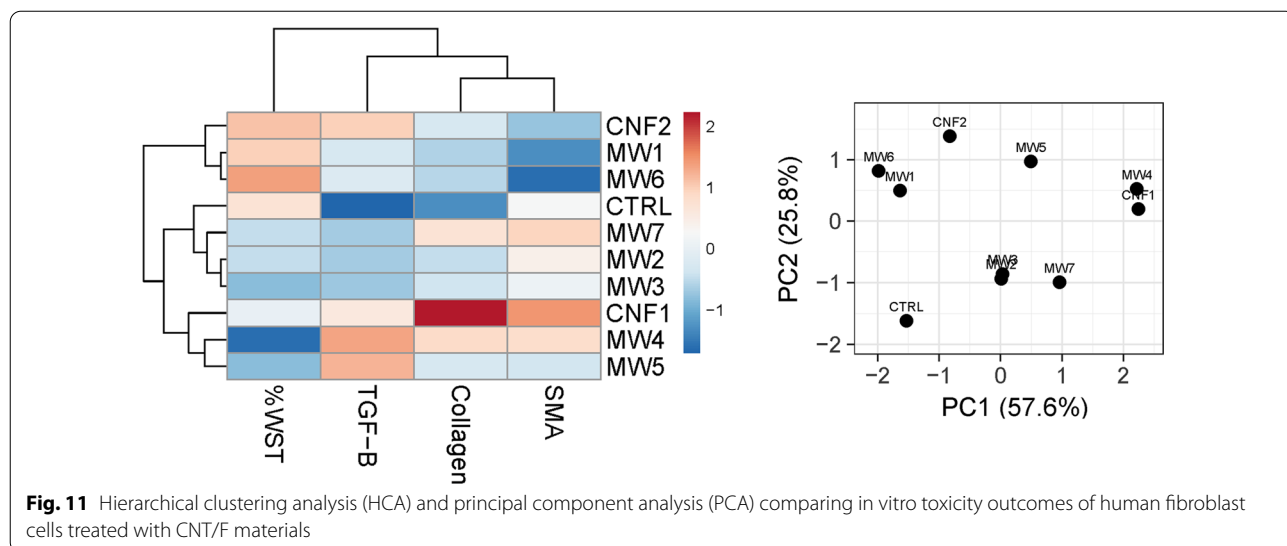 CNF2
MW1
MW6
CTRL
MW7
MW2
MW3
CNF1
MW4
MW5
2
1
0
−1
%WST
TGF−B
Collagen
SMA
PC2 (25.8%)
1
0
−1
−2
CNF2
MW5
MW6
MW1
MW4
CNF1
MW3
MW2
MW7
CTRL
−2 −1 0 1 2
PC1 (57.6%)
Fig. 11 Hierarchical clustering analysis (HCA) and principal component analysis (PCA) comparing in vitro toxicity outcomes of human fibroblast
cells treated with CNT/F materials